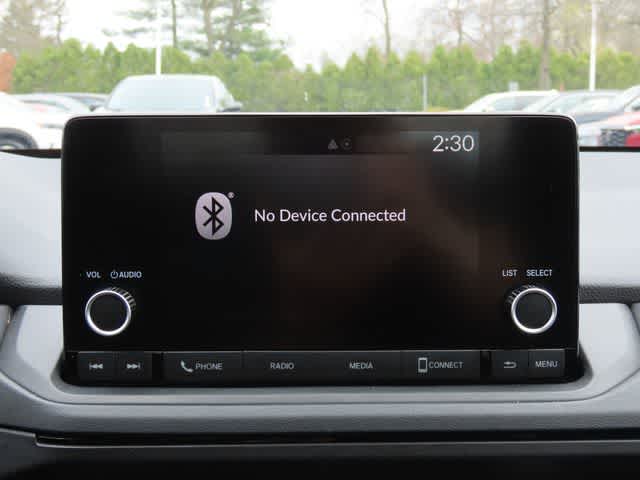 2:30
®
No Device Connected
VOL AUDIO
LIST SELECT
PHONE RADIO MEDIA CONNECT MENU